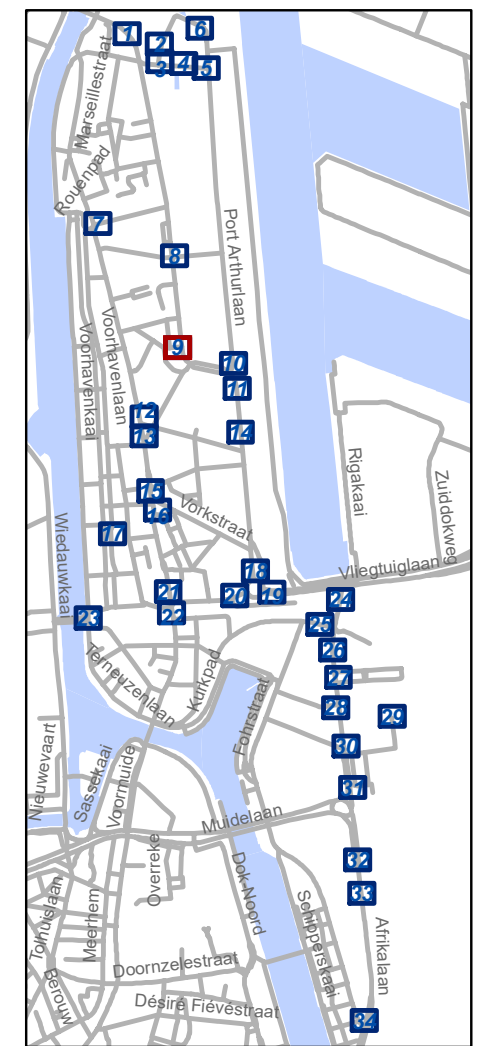 1
2
6
3
4
5
Marseillestraat
Rouenpad
7
Port Arthurlaan
8
Voorhavenlaan
Voorhavenkaai
9
10
11
12
13
14
Rigakaai
Zuiddokweg
15
16
Vorkstraat
17
Wiedauwkaai
Vliegtuiglaan
18
19
20
21
22
23
24
25
26
27
28
29
30
31
Terneuzenlaan
Kurkpad
Fohrstraat
Nieuwevaart
Sassekaai
Voormuide
Muidelaan
Overreke
Dok-Noord
32
33
Tolhuislaan
Meerhem
Schipperskaai
Afrikalaan
Doornzelestraat
Berouw
Désiré Fiévéstraat
34